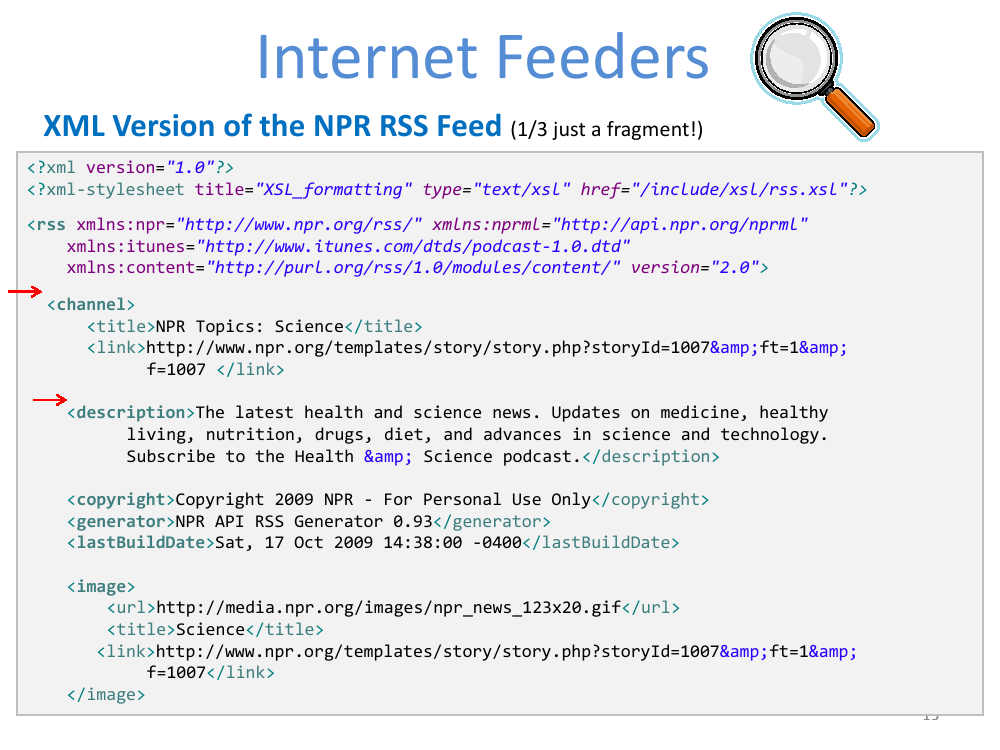 Internet Feeders
XML Version of the NPR RSS Feed (1/3 just a fragment!)
<?xml version="1.0"?>
<?xml-stylesheet title="XSL_formatting" type="text/xsl" href="/include/xsl/rss.xsl"?>
<rss xmlns:npr="http://www.npr.org/rss/" xmlns:nprml="http://api.npr.org/nprml"
xmlns:itunes="http://www.itunes.com/dtds/podcast-1.0.dtd"
xmlns:content="http://purl.org/rss/1.0/modules/content/" version="2.0">
<channel>
<title>NPR Topics: Science</title>
<link>http://www.npr.org/templates/story/story.php?storyId=1007&amp;ft=1&amp;
f=1007 </link>
<description>The latest health and science news. Updates on medicine, healthy
living, nutrition, drugs, diet, and advances in science and technology.
Subscribe to the Health &amp; Science podcast.</description>
<copyright>Copyright 2009 NPR - For Personal Use Only</copyright>
<generator>NPR API RSS Generator 0.93</generator>
<lastBuildDate>Sat, 17 Oct 2009 14:38:00 -0400</lastBuildDate>
<image>
<url>http://media.npr.org/images/npr_news_123x20.gif</url>
<title>Science</title>
<link>http://www.npr.org/templates/story/story.php?storyId=1007&amp;ft=1&amp;
f=1007</link>
</image>